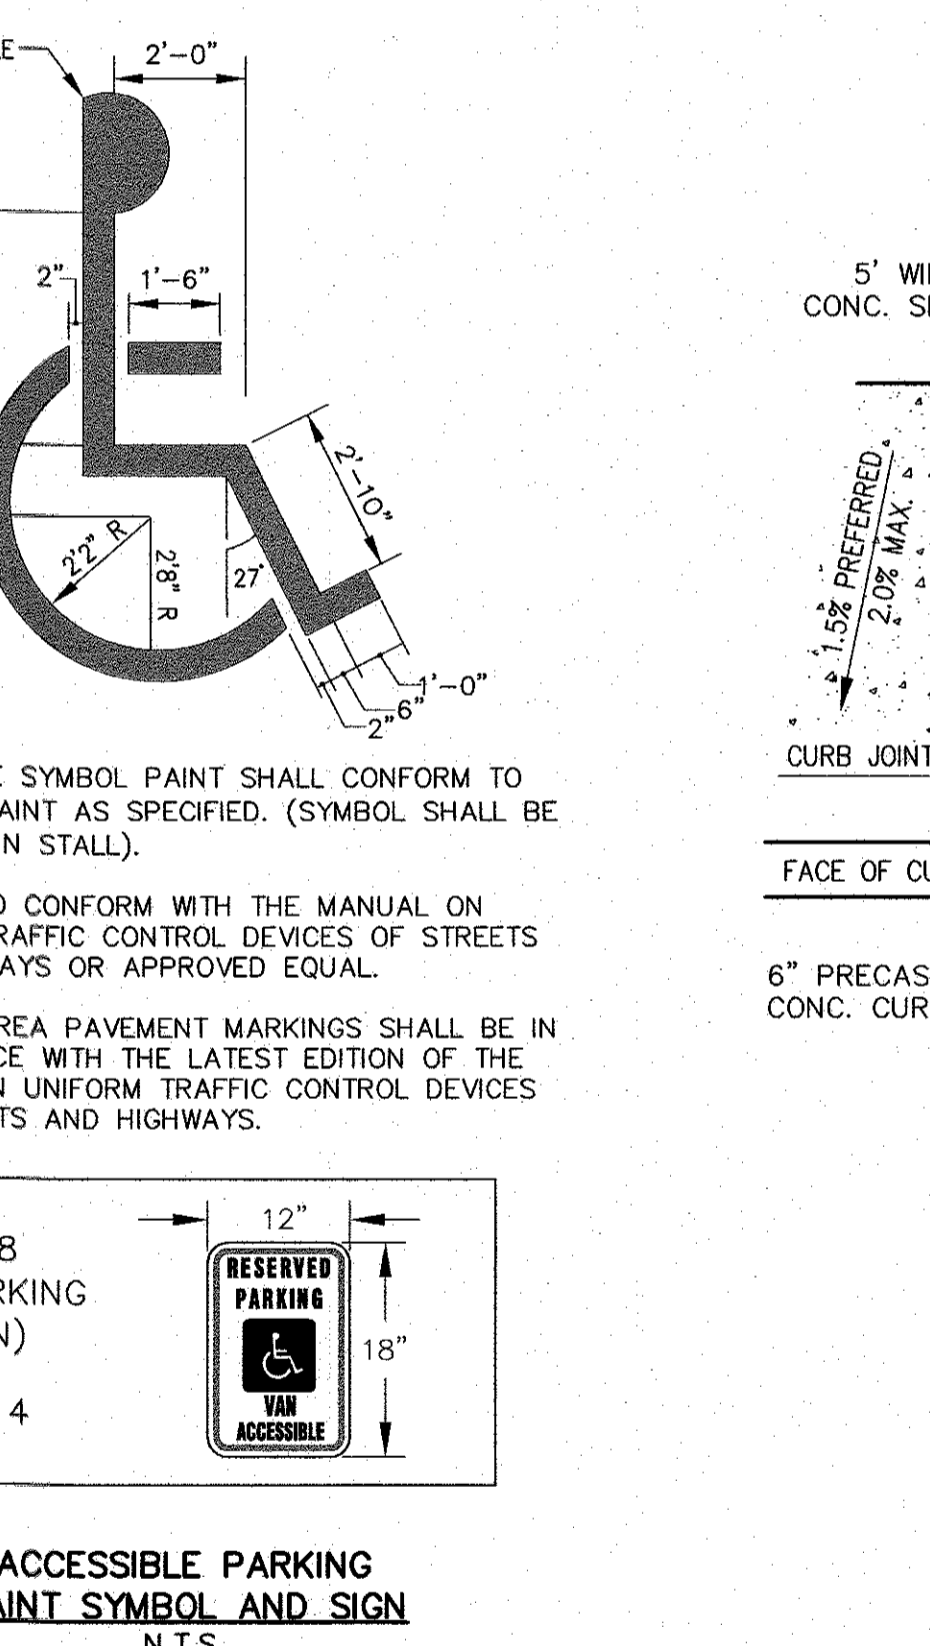 2'-0"
2"
1'-6"
2'-10"
2'2" R
2'8" R
27°
1'-0"
6"
2"
SYMBOL PAINT SHALL CONFORM TO
AINT AS SPECIFIED. (SYMBOL SHALL BE
N STALL).
CONFORM WITH THE MANUAL ON
RAFFIC CONTROL DEVICES OF STREETS
AYS OR APPROVED EQUAL.
REA PAVEMENT MARKINGS SHALL BE IN
CE WITH THE LATEST EDITION OF THE
N UNIFORM TRAFFIC CONTROL DEVICES
TS AND HIGHWAYS.
8
RKING
N)
4
12"
18"
RESERVED
PARKING
VAN
ACCESSIBLE
ACCESSIBLE PARKING
AINT SYMBOL AND SIGN
N.T.S.
5' WI
CONC. S
1.5% PREFERRED
2.0% MAX.
CURB JOINT
FACE OF CU
6" PRECAS
CONC. CUR